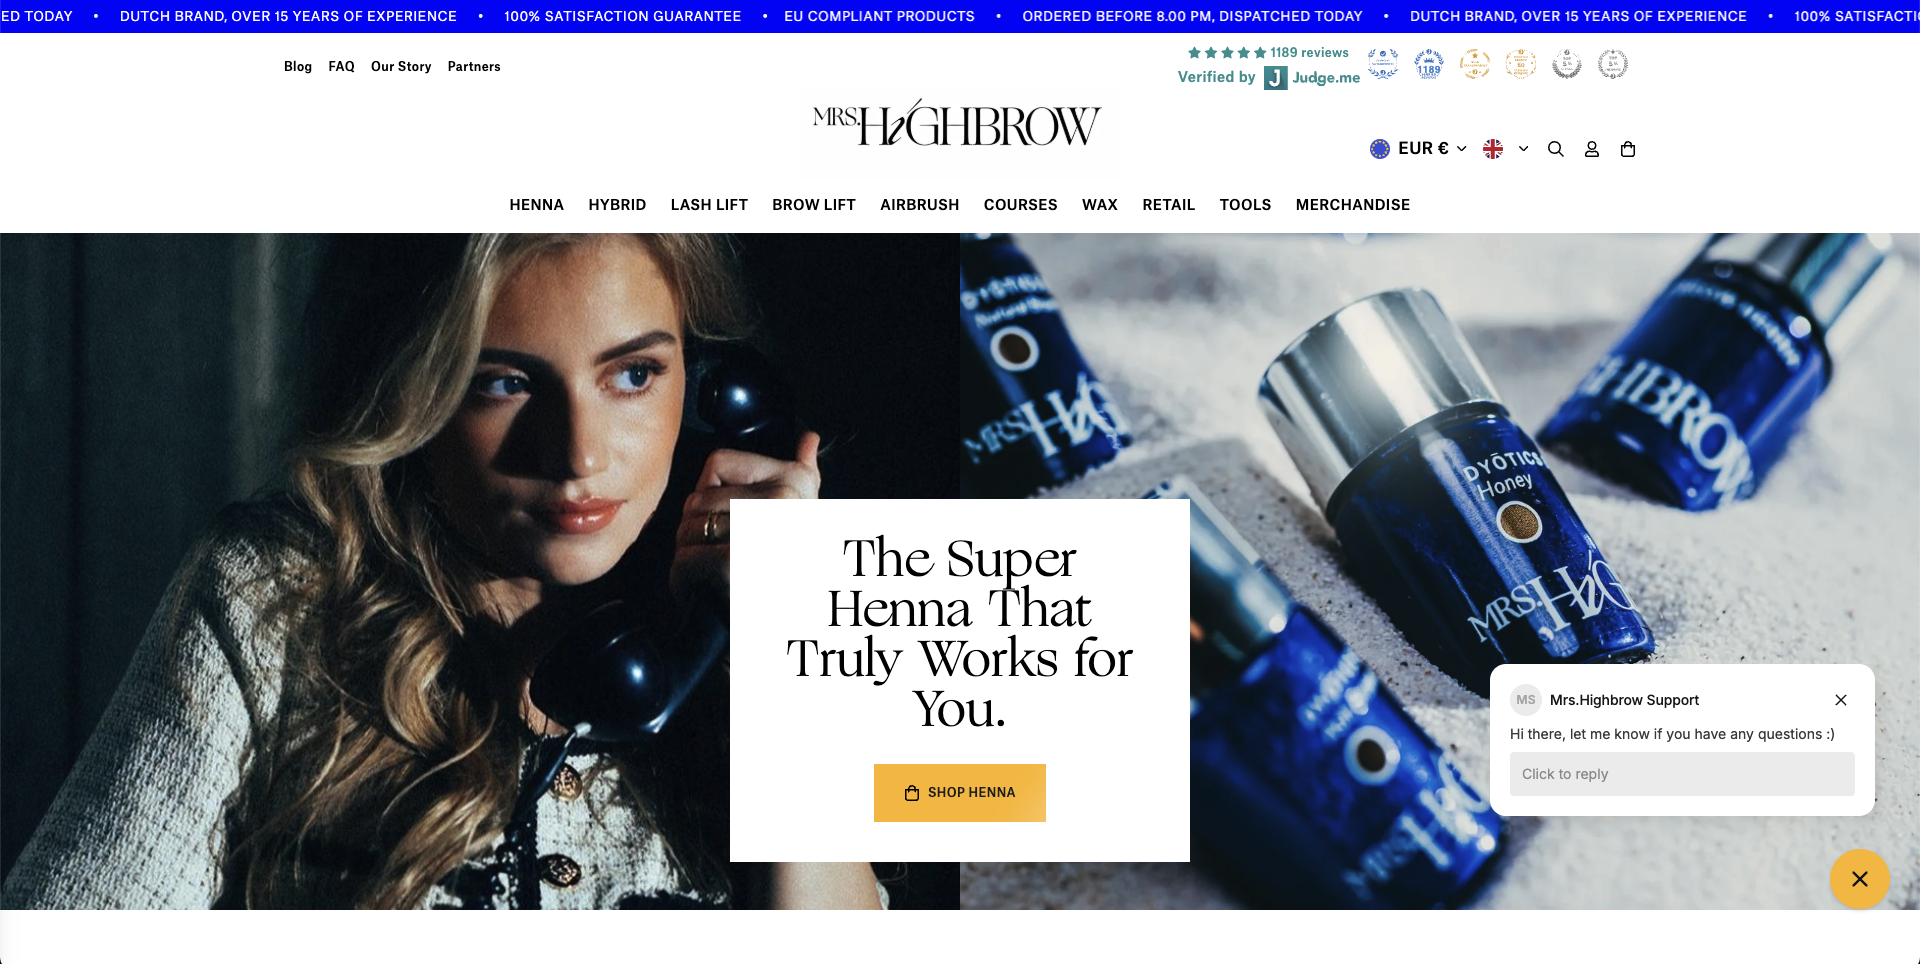 ED TODAY • DUTCH BRAND, OVER 15 YEARS OF EXPERIENCE • 100% SATISFACTION GUARANTEE • EU COMPLIANT PRODUCTS • ORDERED BEFORE 8.00 PM, DISPATCHED TODAY • DUTCH BRAND, OVER 15 YEARS OF EXPERIENCE • 100% SATISFACTI
Blog FAQ Our Story Partners
1189 reviews
Verified by J Judge.me
1189
MRS.HiGHBROW
EUR €
HENNA HYBRID LASH LIFT BROW LIFT AIRBRUSH COURSES WAX RETAIL TOOLS MERCHANDISE
MRS.
HIGHBROW
DYŌTICS
Honey
MRS.HiG
The Super
Henna That
Truly Works for
You.
SHOP HENNA
MS Mrs.Highbrow Support
Hi there, let me know if you have any questions :)
Click to reply